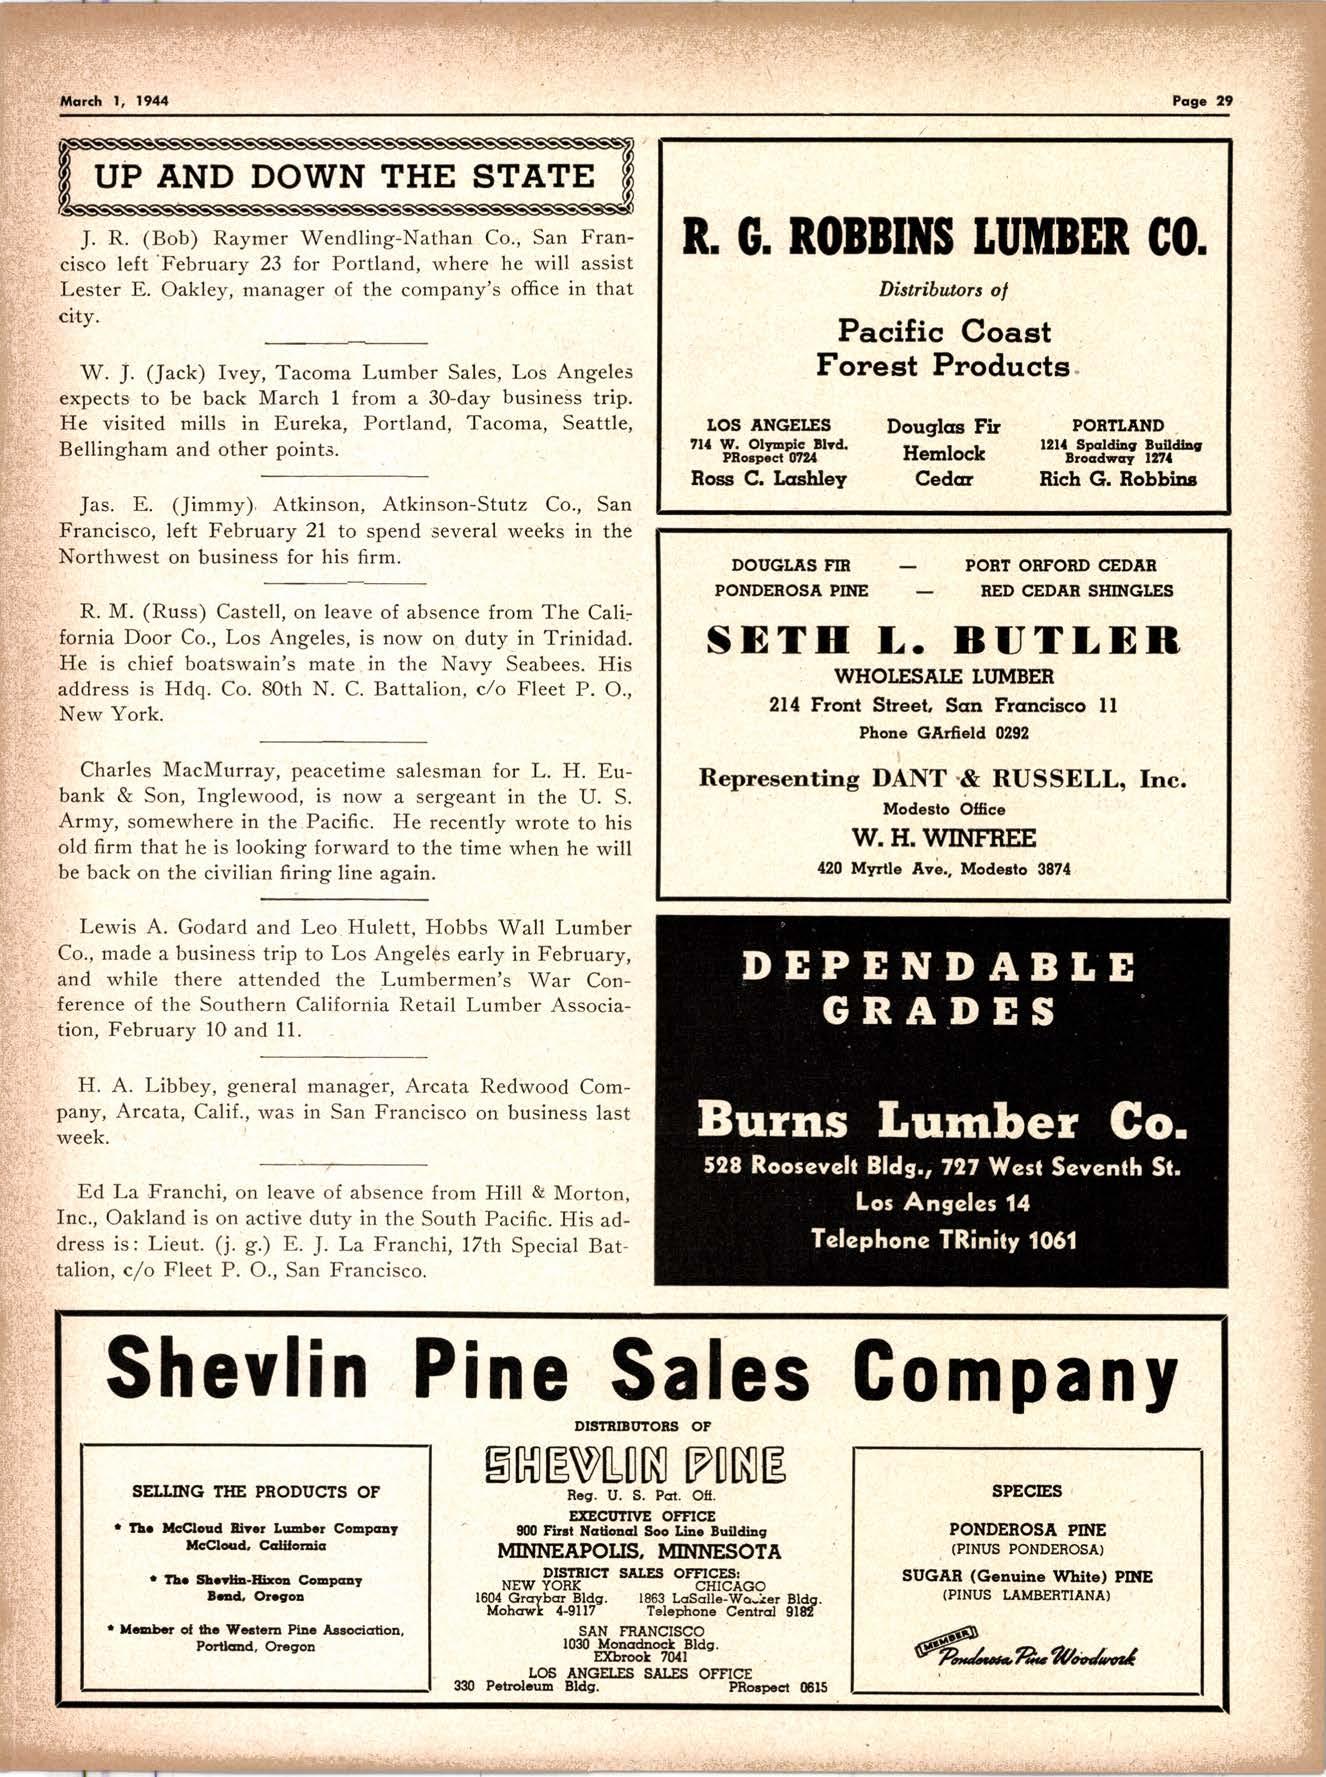 March 1, 1944
Page 29
UP AND DOWN THE STATE
J. R. (Bob) Raymer Wendling-Nathan Co., San Fran-
cisco left February 23 for Portland, where he will assist
Lester E. Oakley, manager of the company's office in that
city.
W. J. (Jack) Ivey, Tacoma Lumber Sales, Los Angeles
expects to be back March 1 from a 30-day business trip.
He visited mills in Eureka, Portland, Tacoma, Seattle,
Bellingham and other points.
Jas. E. (Jimmy) Atkinson, Atkinson-Stutz Co., San
Francisco, left February 21 to spend several weeks in the
Northwest on business for his firm.
R. M. (Russ) Castell, on leave of absence from The Cali-
fornia Door Co., Los Angeles, is now on duty in Trinidad.
He is chief boatswain's mate in the Navy Seabees. His
address is Hdq. Co. 80th N. C. Battalion, c/o Fleet P. O.,
New York.
Charles MacMurray, peacetime salesman for L. H. Eu-
bank & Son, Inglewood, is now a sergeant in the U. S.
Army, somewhere in the Pacific. He recently wrote to his
old firm that he is looking forward to the time when he will
be back on the civilian firing line again.
Lewis A. Godard and Leo Hulett, Hobbs Wall Lumber
Co., made a business trip to Los Angeles early in February,
and while there attended the Lumbermen's War Con-
ference of the Southern California Retail Lumber Associa-
tion, February 10 and 11.
H. A. Libbey, general manager, Arcata Redwood Com-
pany, Arcata, Calif., was in San Francisco on business last
week.
Ed La Franchi, on leave of absence from Hill & Morton,
Inc., Oakland is on active duty in the South Pacific. His ad-
dress is: Lieut. (j. g.) E. J. La Franchi, 17th Special Bat-
talion, c/o Fleet P. O., San Francisco.
R. G. ROBBINS LUMBER CO.
Distributors of
Pacific Coast
Forest Products
LOS ANGELES
714 W. Olympic Blvd.
PRospect 0724
Ross C. Lashley
Douglas Fir
Hemlock
Cedar
PORTLAND
1214 Spalding Building
Broadway 1274
Rich G. Robbins
DOUGLAS FIR — PORT ORFORD CEDAR
PONDEROSA PINE — RED CEDAR SHINGLES
SETH L. BUTLER
WHOLESALE LUMBER
214 Front Street, San Francisco 11
Phone GArfield 0292
Representing DANT & RUSSELL, Inc.
Modesto Office
W. H. WINFREE
420 Myrtle Ave., Modesto 3874
DEPENDABLE
GRADES
Burns Lumber Co.
528 Roosevelt Bldg., 727 West Seventh St.
Los Angeles 14
Telephone TRinity 1061
Shevlin Pine Sales Company
SELLING THE PRODUCTS OF
* The McCloud River Lumber Company
McCloud, California
* The Shevlin-Hixon Company
Bend, Oregon
* Member of the Western Pine Association,
Portland, Oregon
DISTRIBUTORS OF
SHEVLIN PINE
Reg. U. S. Pat. Off.
EXECUTIVE OFFICE
900 First National Soo Line Building
MINNEAPOLIS, MINNESOTA
DISTRICT SALES OFFICES:
NEW YORK
1604 Graybar Bldg.
Mohawk 4-9117
CHICAGO
1863 LaSalle-Wacker Bldg.
Telephone Central 9182
SAN FRANCISCO
1030 Monadnock Bldg.
EXbrook 7041
LOS ANGELES SALES OFFICE
330 Petroleum Bldg. PRospect 0615
SPECIES
PONDEROSA PINE
(PINUS PONDEROSA)
SUGAR (Genuine White) PINE
(PINUS LAMBERTIANA)
MEMBER
Ponderosa Pine Woodwork